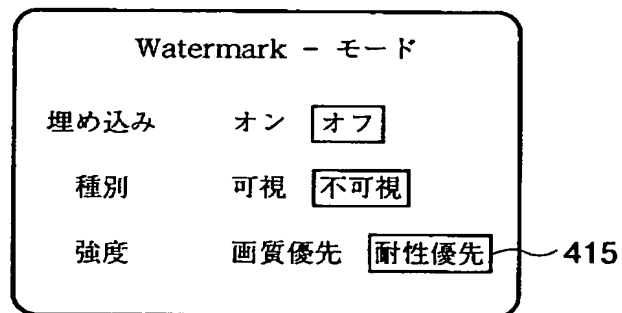 Watermark − モード
埋め込み オン オフ
種別 可視 不可視
強度 画質優先 耐性優先 415